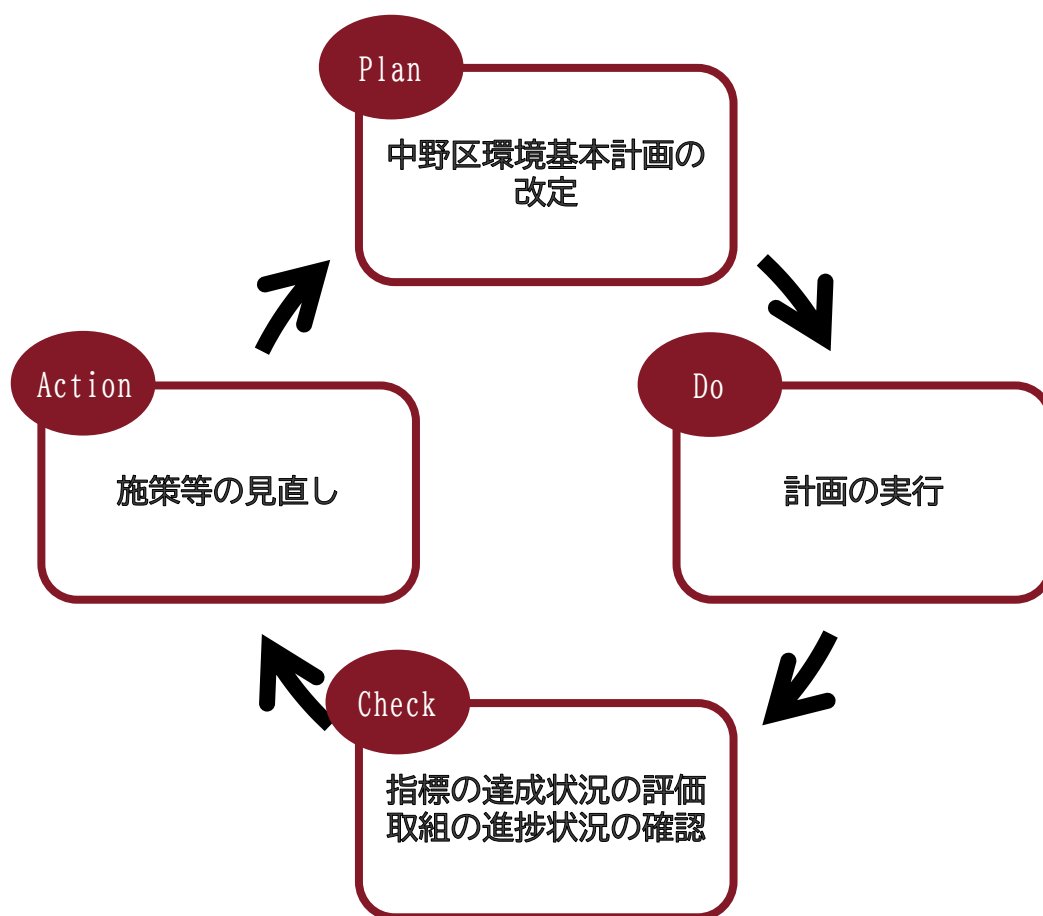 Plan
中野区環境基本計画の
改定
Do
計画の実行
Check
指標の達成状況の評価
取組の進捗状況の確認
Action
施策等の見直し